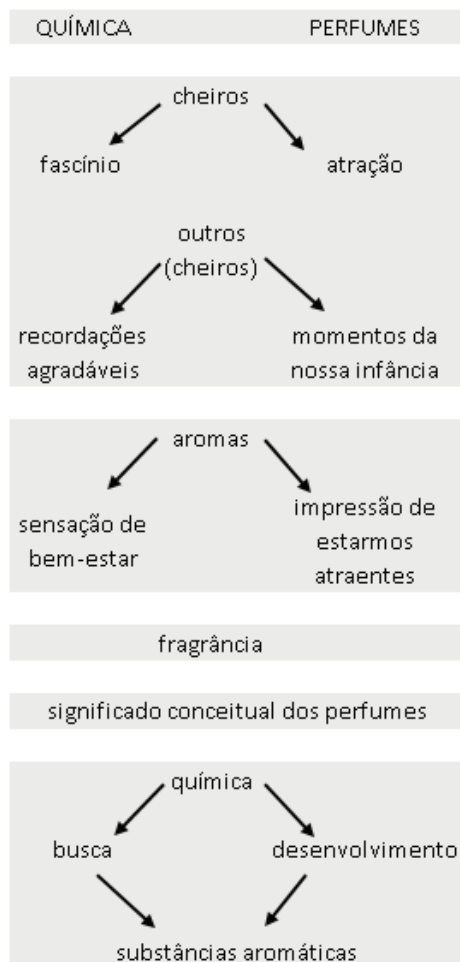 QUÍMICA PERFUMES
cheiros
fascínio atração
outros
(cheiros)
recordações momentos da
agradáveis nossa infância
aromas
sensação de impressão de
bem-estar estarmos
atraentes
fragrância
significado conceitual dos perfumes
química
busca desenvolvimento
substâncias aromáticas